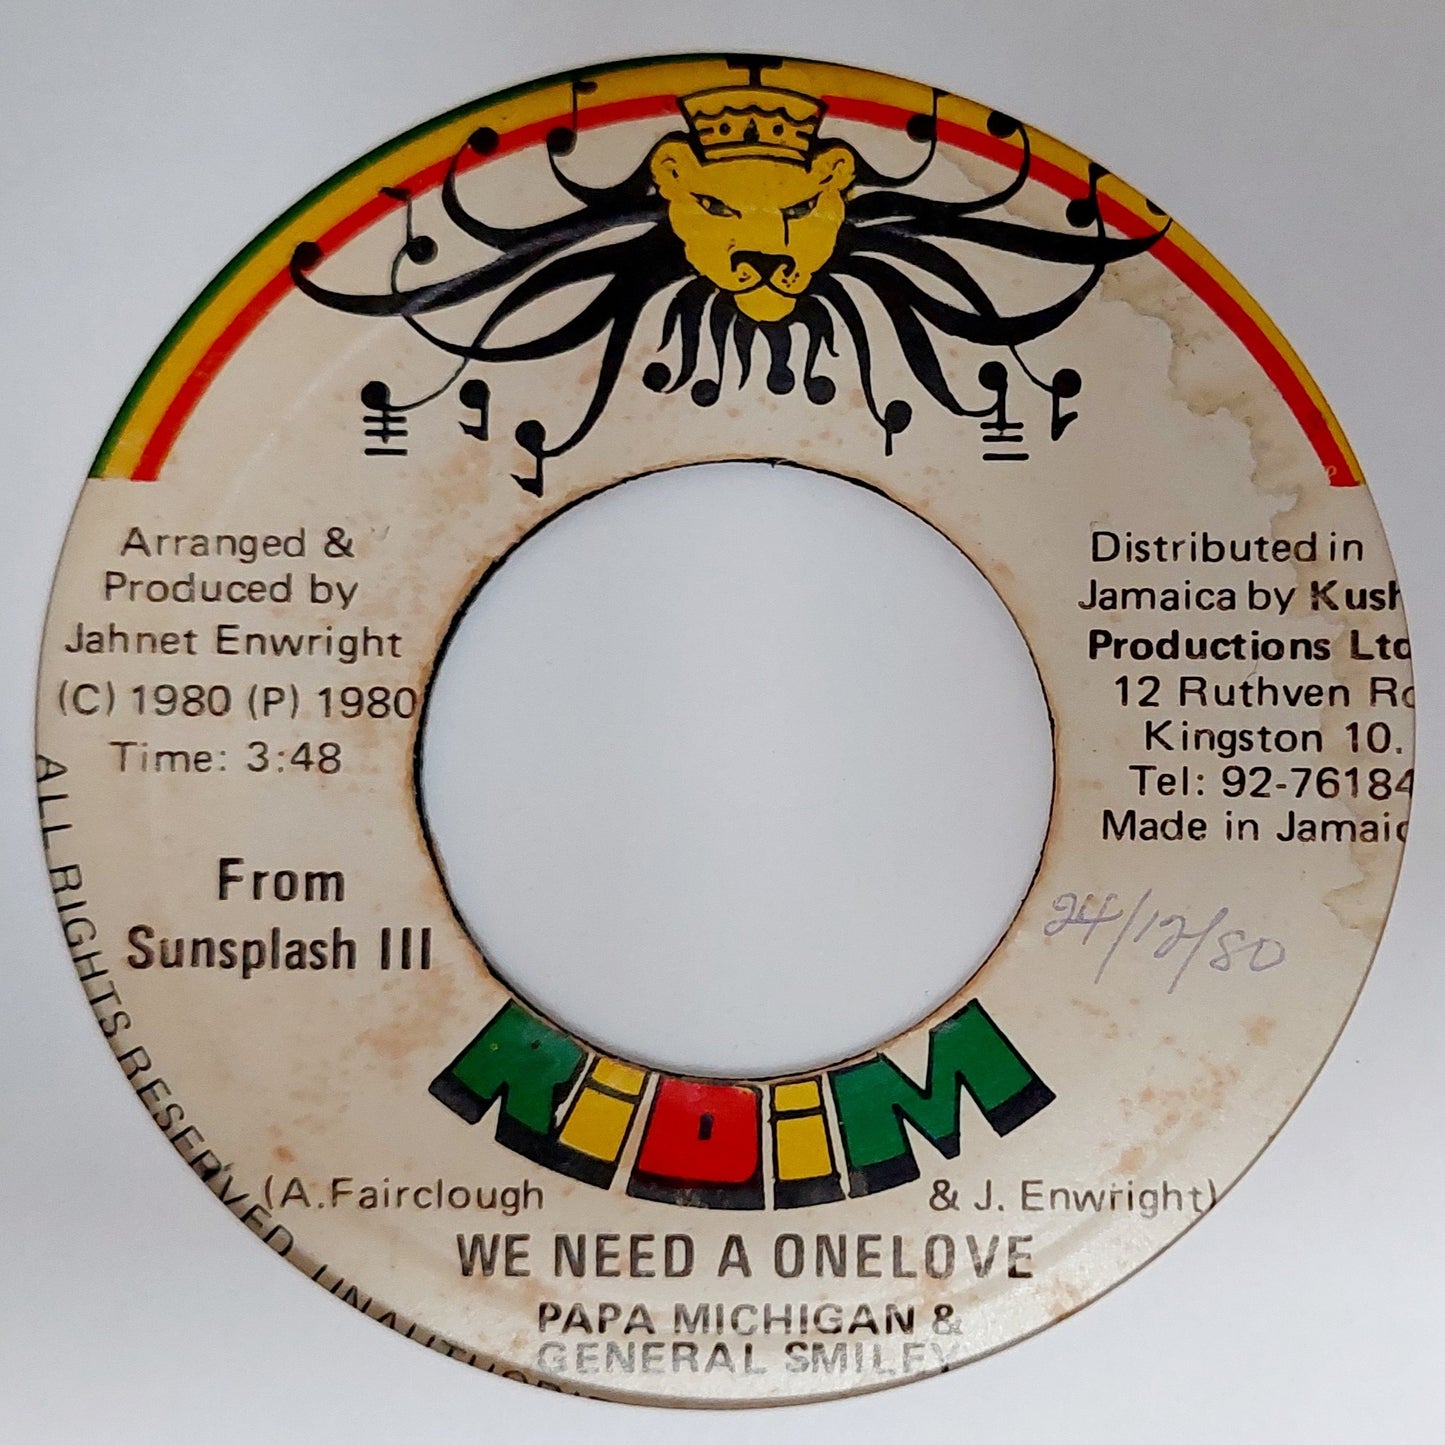 Arranged &
Produced by
Jahnet Enwright
(C) 1980 (P) 1980
Time: 3:48
From
Sunsplash III
Distributed in
Jamaica by Kush
Productions Ltd
12 Ruthven Ro
Kingston 10.
Tel: 92-76184
Made in Jamaic
24/12/80
RIDIM
(A.Fairclough & J. Enwright)
WE NEED A ONELOVE
PAPA MICHIGAN &
GENERAL SMILEY
ALL RIGHTS RESERVED. UNAUTHORI